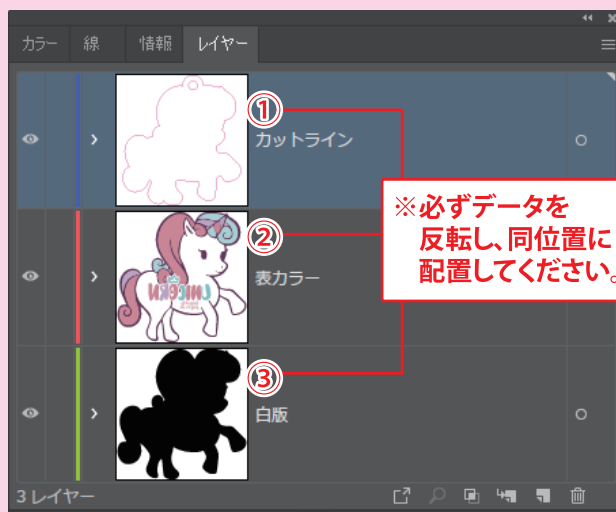 カラー 線 情報 レイヤー
①
カットライン
※必ずデータを
反転し、同位置に
配置してください。
②
表カラー
UNICORN
③
白版
3 レイヤー